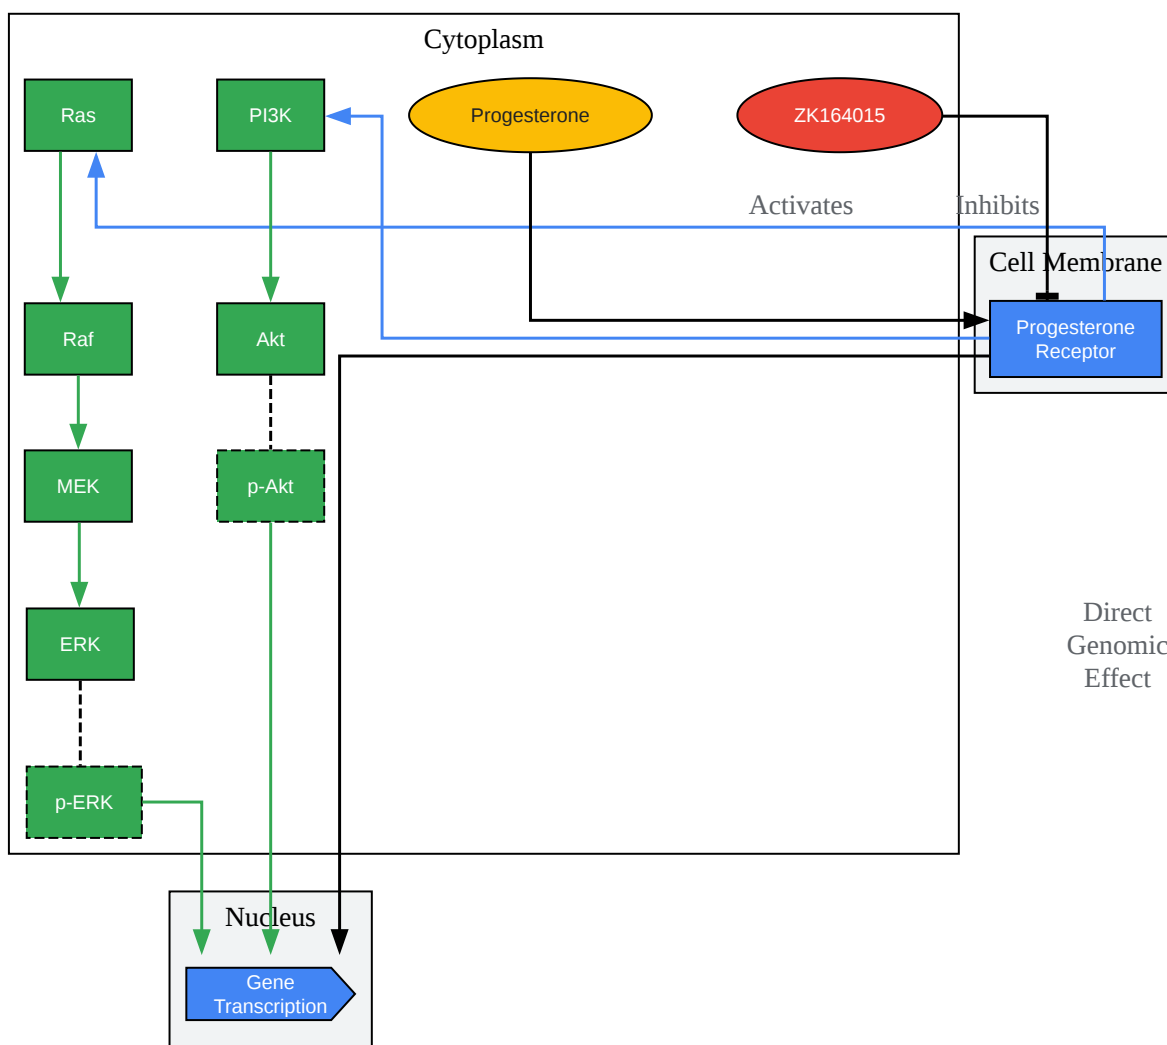 Cytoplasm
Ras
PI3K
Progesterone
ZK164015
Activates
Inhibits
Cell Membrane
Progesterone
Receptor
Raf
Akt
MEK
p-Akt
ERK
Direct
Genomic
Effect
p-ERK
Nucleus
Gene
Transcription